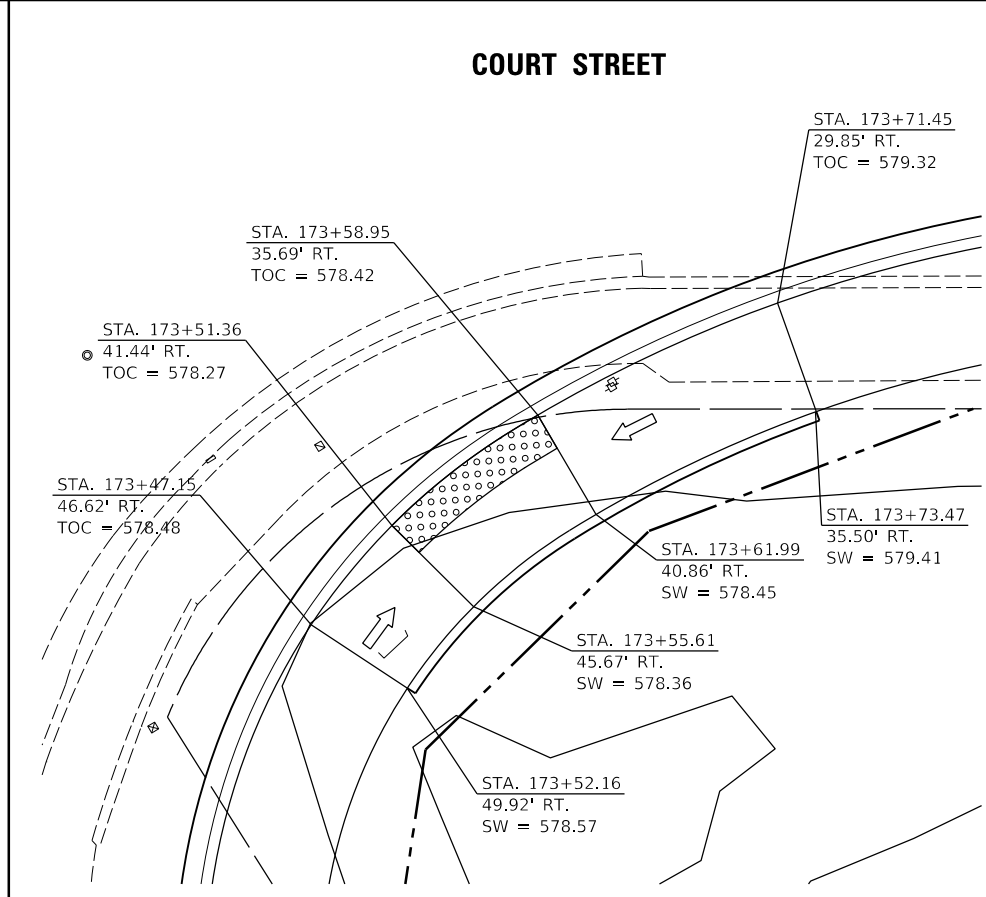 COURT STREET
STA. 173+71.45
29.85' RT.
TOC = 579.32
STA. 173+58.95
35.69' RT.
TOC = 578.42
STA. 173+51.36
41.44' RT.
TOC = 578.27
STA. 173+47.15
46.62' RT.
TOC = 578.48
STA. 173+73.47
35.50' RT.
SW = 579.41
STA. 173+61.99
40.86' RT.
SW = 578.45
STA. 173+55.61
45.67' RT.
SW = 578.36
STA. 173+52.16
49.92' RT.
SW = 578.57